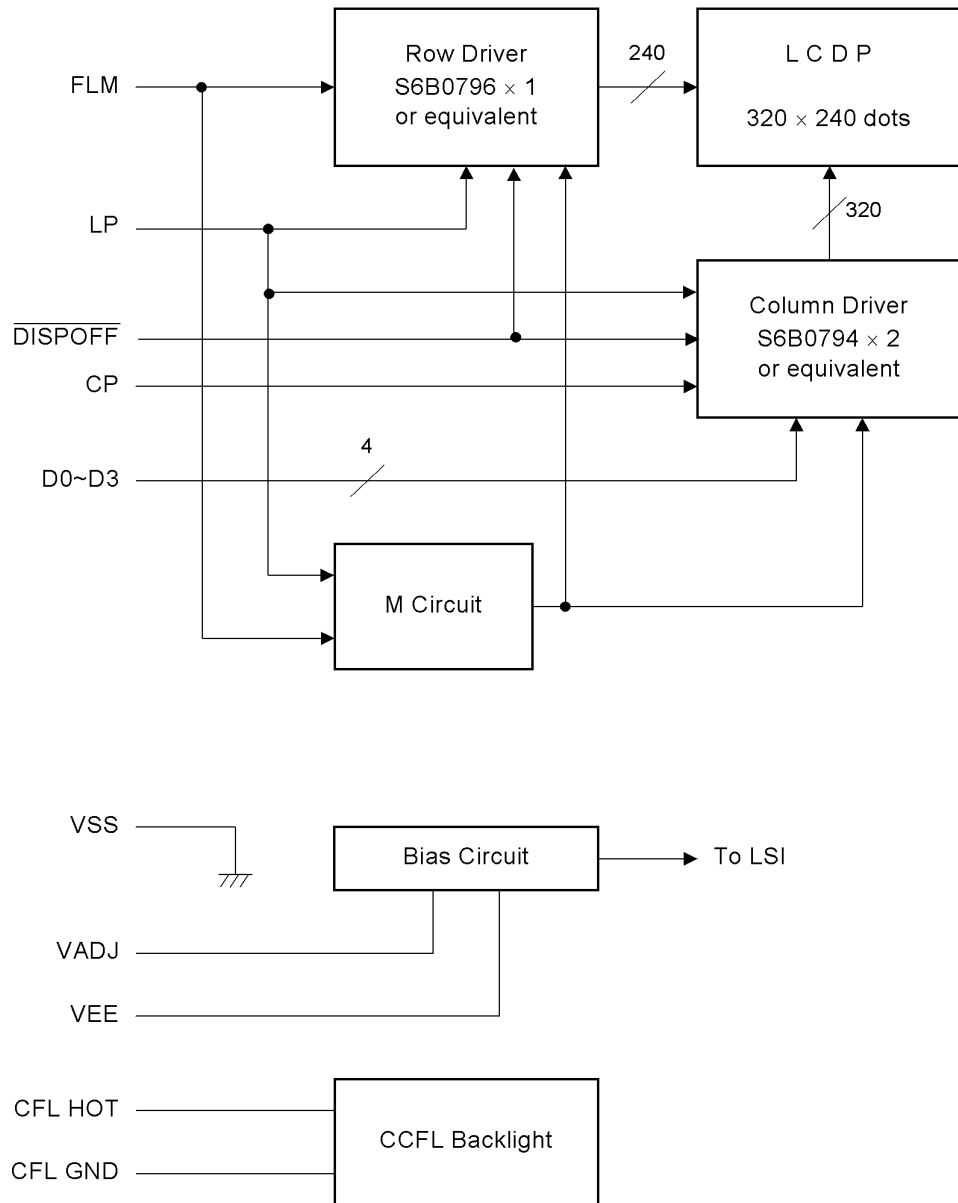 FLM
Row Driver
S6B0796 × 1
or equivalent
240
L C D P
320 × 240 dots
LP
320
DISPOFF
Column Driver
S6B0794 × 2
or equivalent
CP
D0~D3
4
M Circuit
VSS
Bias Circuit
To LSI
VADJ
VEE
CFL HOT
CCFL Backlight
CFL GND